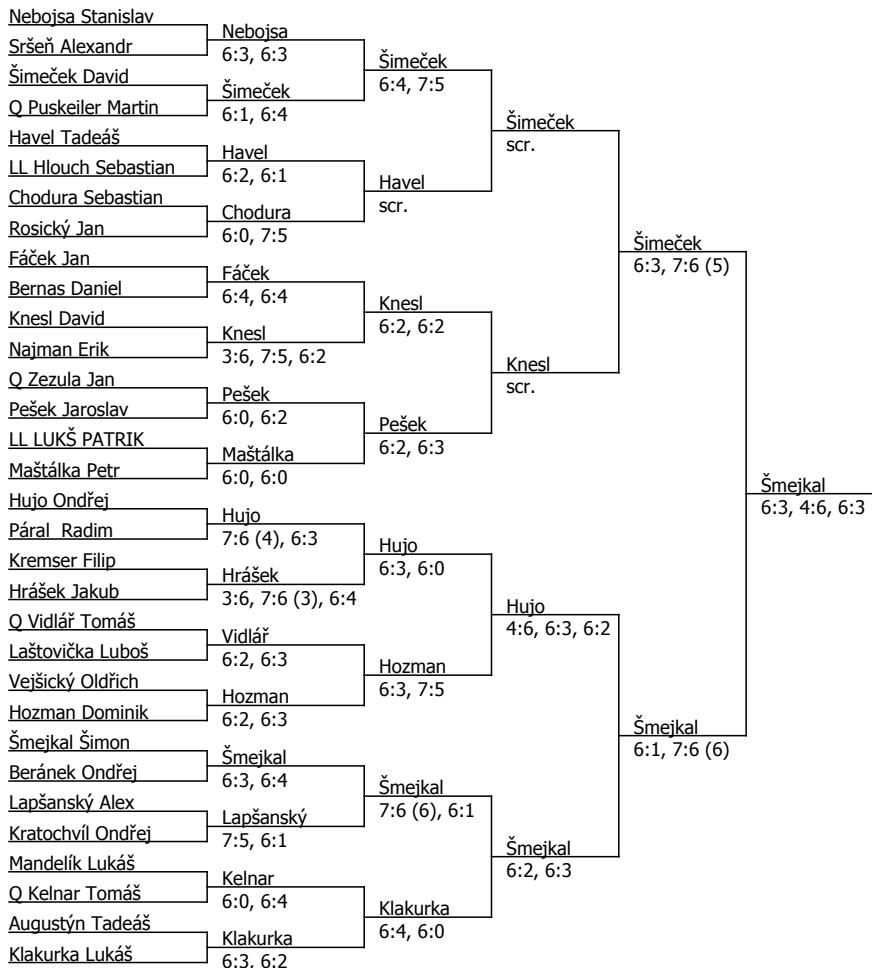 Nebojsa Stanislav
Sršeň Alexandr
Šimeček David
Q Puskeiler Martin
Havel Tadeáš
LL Hlouch Sebastian
Chodura Sebastian
Rosický Jan
Fáček Jan
Bernas Daniel
Knesl David
Najman Erik
Q Zezula Jan
Pešek Jaroslav
LL LUKŠ PATRIK
Maštálka Petr
Hujo Ondřej
Páral  Radim
Kremser Filip
Hrášek Jakub
Q Vidlář Tomáš
Laštovička Luboš
Vejšický Oldřich
Hozman Dominik
Šmejkal Šimon
Beránek Ondřej
Lapšanský Alex
Kratochvíl Ondřej
Mandelík Lukáš
Q Kelnar Tomáš
Augustýn Tadeáš
Klakurka Lukáš
Nebojsa
6:3, 6:3
Šimeček
6:1, 6:4
Havel
6:2, 6:1
Chodura
6:0, 7:5
Fáček
6:4, 6:4
Knesl
3:6, 7:5, 6:2
Pešek
6:0, 6:2
Maštálka
6:0, 6:0
Hujo
7:6 (4), 6:3
Hrášek
3:6, 7:6 (3), 6:4
Vidlář
6:2, 6:3
Hozman
6:2, 6:3
Šmejkal
6:3, 6:4
Lapšanský
7:5, 6:1
Kelnar
6:0, 6:4
Klakurka
6:3, 6:2
Šimeček
6:4, 7:5
Havel
scr.
Knesl
6:2, 6:2
Pešek
6:2, 6:3
Hujo
6:3, 6:0
Hozman
6:3, 7:5
Šmejkal
7:6 (6), 6:1
Klakurka
6:4, 6:0
Šimeček
scr.
Knesl
scr.
Hujo
4:6, 6:3, 6:2
Šmejkal
6:2, 6:3
Šimeček
6:3, 7:6 (5)
Šmejkal
6:1, 7:6 (6)
Šmejkal
6:3, 4:6, 6:3